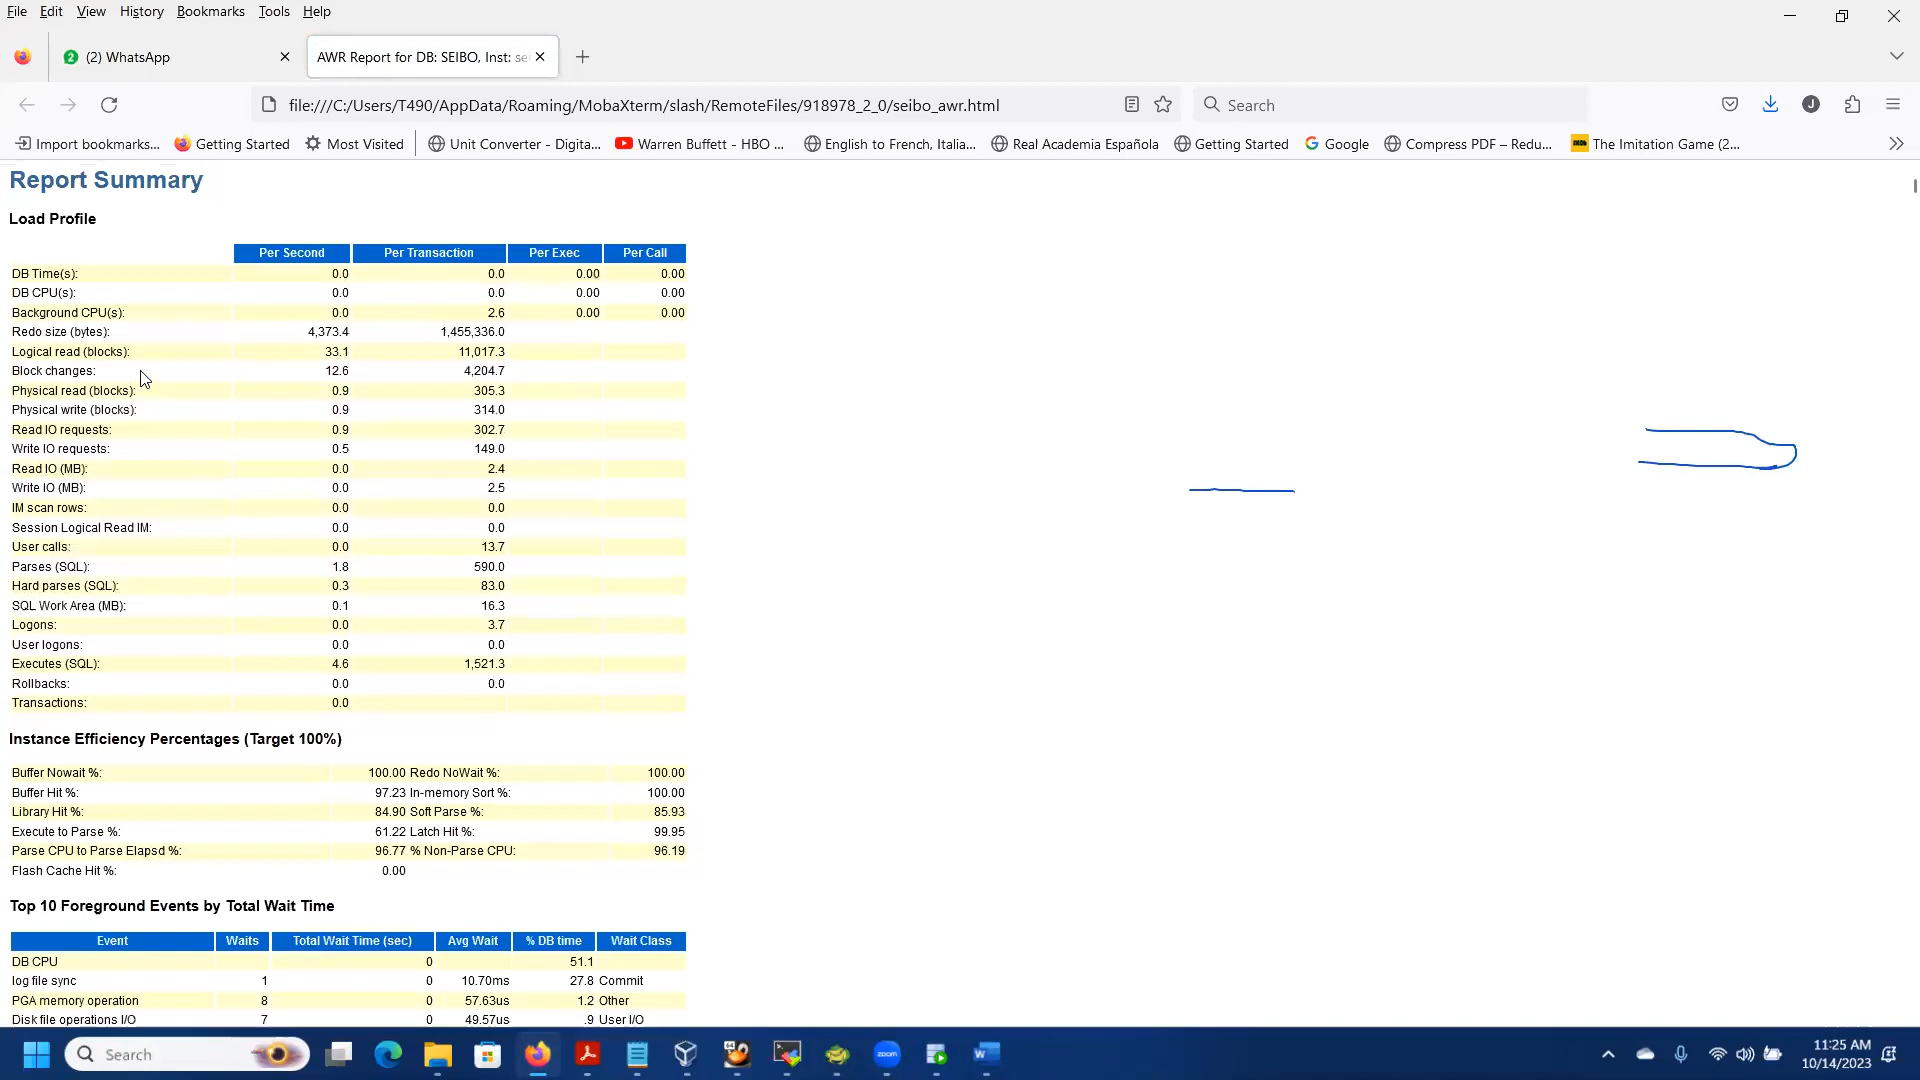 File Edit View History Bookmarks Tools Help
2 (2) WhatsApp
AWR Report for DB: SEIBO, Inst: se
file:///C:/Users/T490/AppData/Roaming/MobaXterm/slash/RemoteFiles/918978_2_0/seibo_awr.html
Search
J
Import bookmarks... Getting Started Most Visited Unit Converter - Digita... Warren Buffett - HBO ... English to French, Italia... Real Academia Española Getting Started Google Compress PDF – Redu... The Imitation Game (2...
Report Summary
Load Profile
Per Second Per Transaction Per Exec Per Call
DB Time(s): 0.0 0.0 0.00 0.00
DB CPU(s): 0.0 0.0 0.00 0.00
Background CPU(s): 0.0 2.6 0.00 0.00
Redo size (bytes): 4,373.4 1,455,336.0
Logical read (blocks): 33.1 11,017.3
Block changes: 12.6 4,204.7
Physical read (blocks): 0.9 305.3
Physical write (blocks): 0.9 314.0
Read IO requests: 0.9 302.7
Write IO requests: 0.5 149.0
Read IO (MB): 0.0 2.4
Write IO (MB): 0.0 2.5
IM scan rows: 0.0 0.0
Session Logical Read IM: 0.0 0.0
User calls: 0.0 13.7
Parses (SQL): 1.8 590.0
Hard parses (SQL): 0.3 83.0
SQL Work Area (MB): 0.1 16.3
Logons: 0.0 3.7
User logons: 0.0 0.0
Executes (SQL): 4.6 1,521.3
Rollbacks: 0.0 0.0
Transactions: 0.0
Instance Efficiency Percentages (Target 100%)
Buffer Nowait %: 100.00 Redo NoWait %: 100.00
Buffer Hit %: 97.23 In-memory Sort %: 100.00
Library Hit %: 84.90 Soft Parse %: 85.93
Execute to Parse %: 61.22 Latch Hit %: 99.95
Parse CPU to Parse Elapsd %: 96.77 % Non-Parse CPU: 96.19
Flash Cache Hit %: 0.00
Top 10 Foreground Events by Total Wait Time
Event Waits Total Wait Time (sec) Avg Wait % DB time Wait Class
DB CPU 0 51.1
log file sync 1 0 10.70ms 27.8 Commit
PGA memory operation 8 0 57.63us 1.2 Other
Disk file operations I/O 7 0 49.57us .9 User I/O
Search
zoom
11:25 AM
10/14/2023